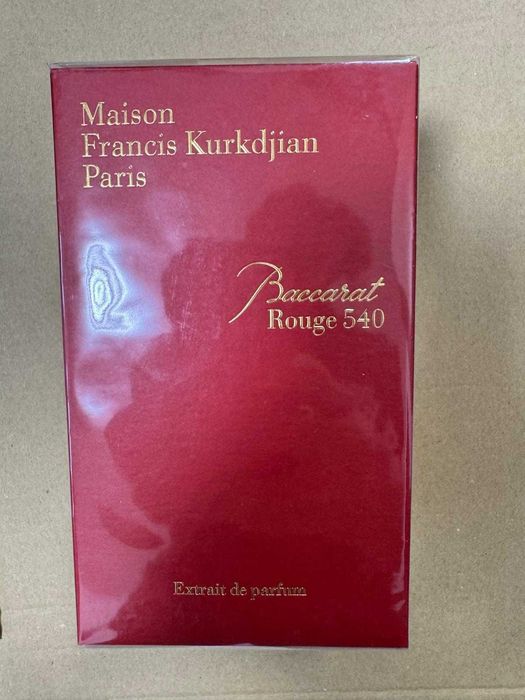 Maison
Francis Kurkdjian
Paris
Baccarat
Rouge 540
Extrait de parfum